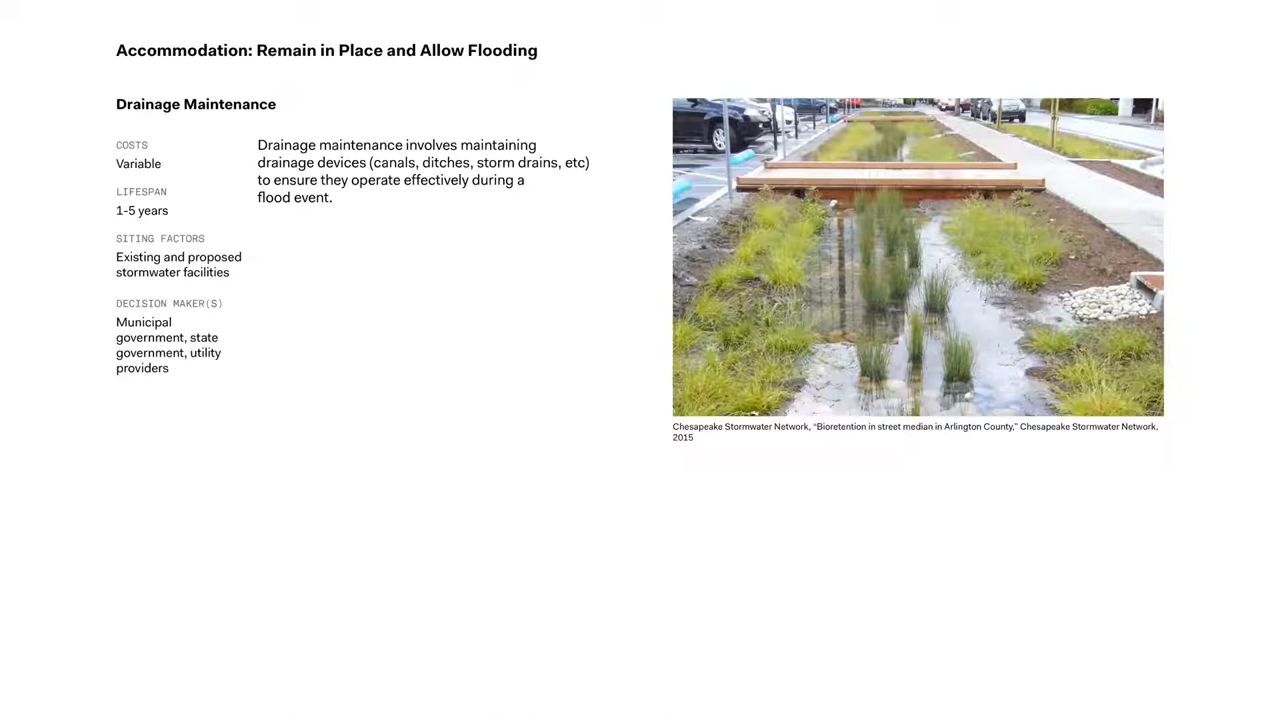 Accommodation: Remain in Place and Allow Flooding
Drainage Maintenance
COSTS
Variable
LIFESPAN
1-5 years
SITING FACTORS
Existing and proposed
stormwater facilities
DECISION MAKER(S)
Municipal
government, state
government, utility
providers
Drainage maintenance involves maintaining
drainage devices (canals, ditches, storm drains, etc)
to ensure they operate effectively during a
flood event.
Chesapeake Stormwater Network, “Bioretention in street median in Arlington County,” Chesapeake Stormwater Network,
2015